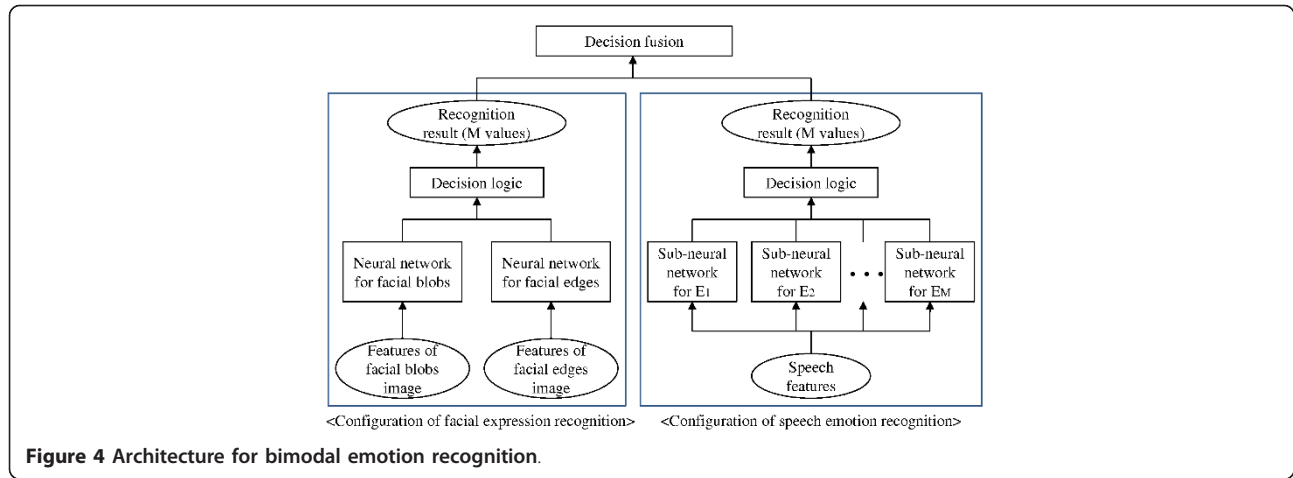 Decision fusion
Recognition
result (M values)
Decision logic
Neural network
for facial blobs
Neural network
for facial edges
Features of
facial blobs
image
Features of
facial edges
image
<Configuration of facial expression recognition>
Recognition
result (M values)
Decision logic
Sub-neural
network
for E1
Sub-neural
network
for E2
• • •
Sub-neural
network
for EM
Speech
features
<Configuration of speech emotion recognition>
Figure 4 Architecture for bimodal emotion recognition.